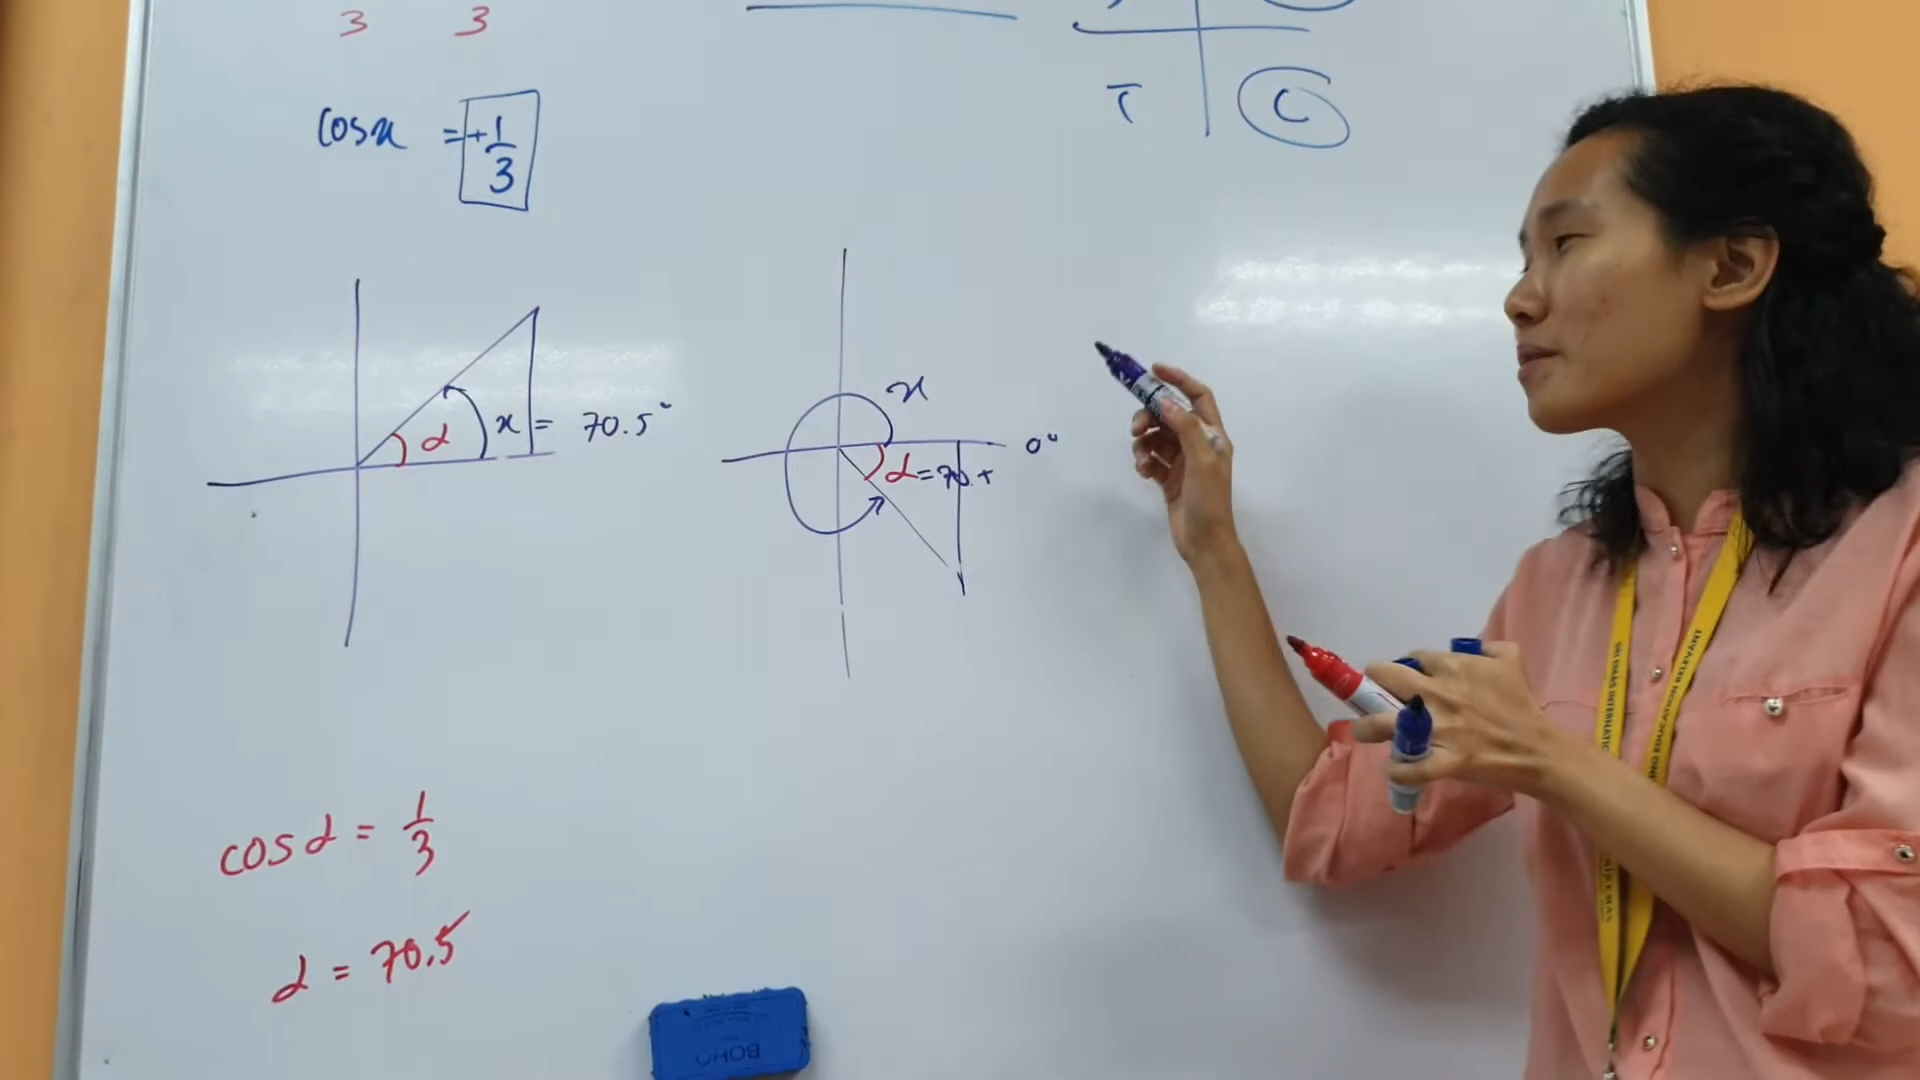 3 3
T C
cos x = + 1/3
α x = 70.5°
x
0°
α = 70.5
cos α = 1/3
α = 70.5
BOHO